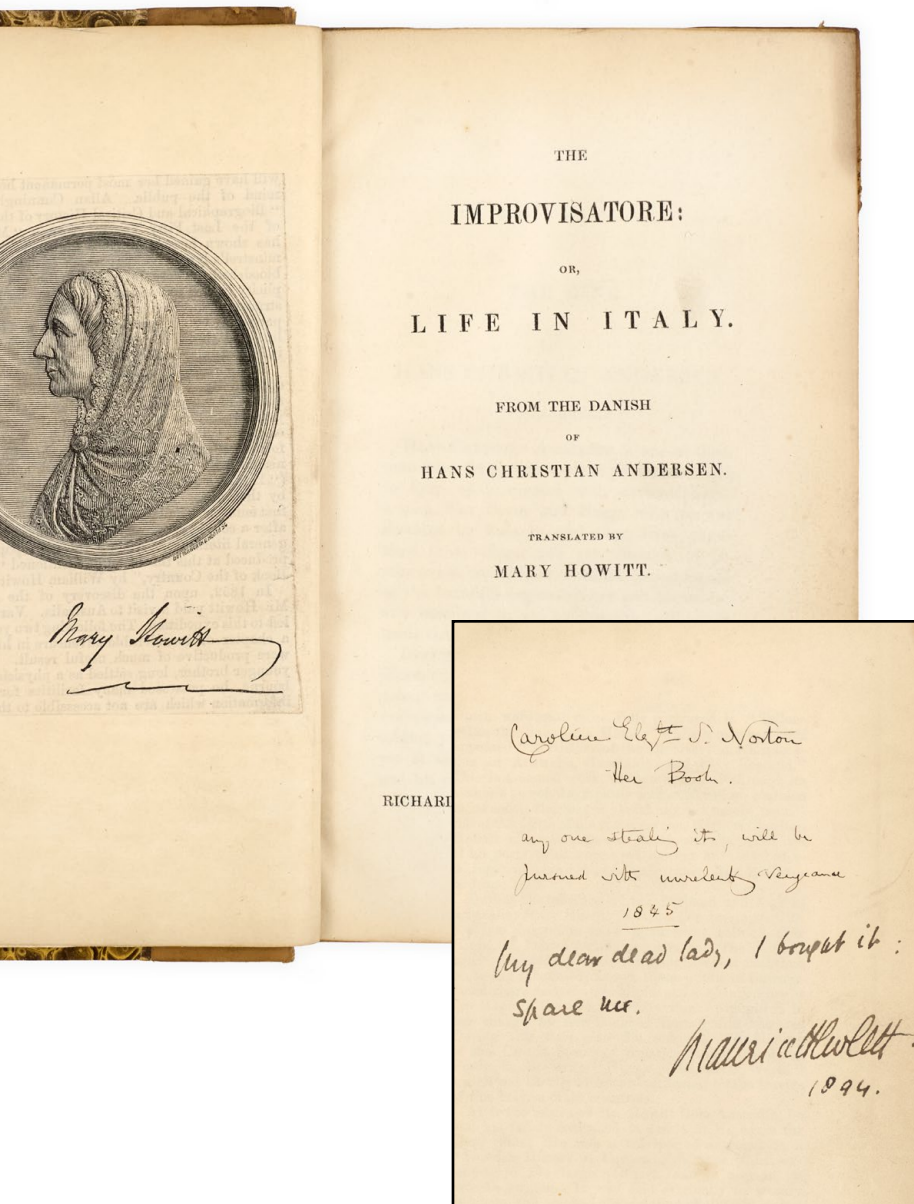 Mary Howitt
THE
IMPROVISATORE:
OR,
LIFE IN ITALY.
FROM THE DANISH
OF
HANS CHRISTIAN ANDERSEN.
TRANSLATED BY
MARY HOWITT.
RICHARD
Caroline Elizth S. Norton
Her Book.
any one stealing it, will be
pursued with unrelenting vengeance
1845
My dear dead lady, I bought it:
spare me.
Maurice Hewlett
1894.